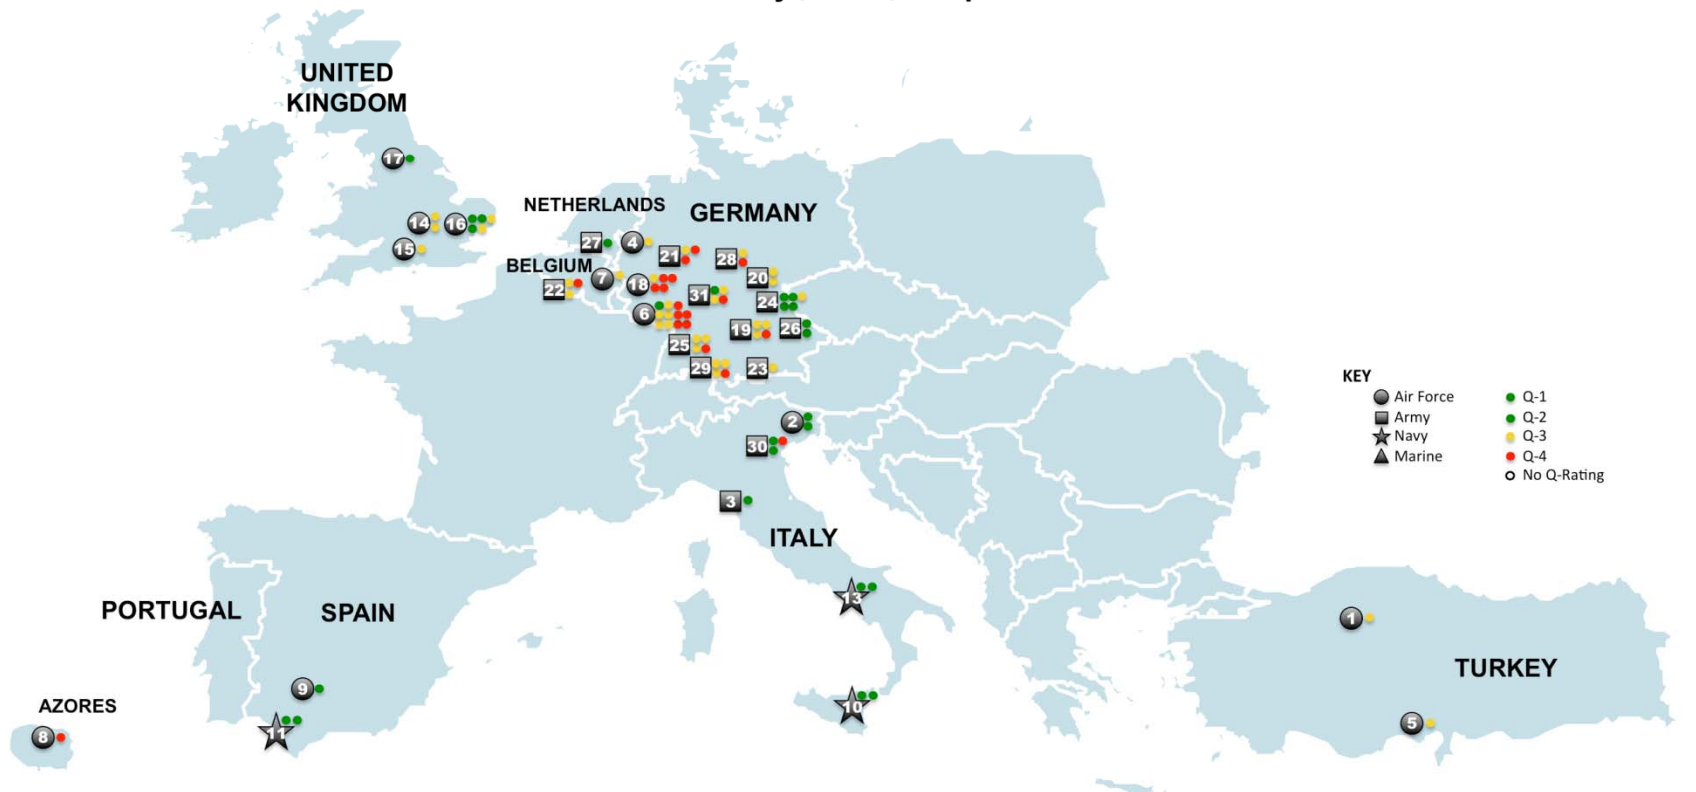 UNITED
KINGDOM
17
14
16
15
NETHERLANDS
GERMANY
27
4
21
28
BELGIUM
7
20
22
18
31
24
6
19
26
25
29
23
KEY
Air Force
Q-1
Army
Q-2
Navy
Q-3
Marine
Q-4
No Q-Rating
2
30
3
ITALY
13
PORTUGAL
SPAIN
1
TURKEY
9
AZORES
10
11
8
5